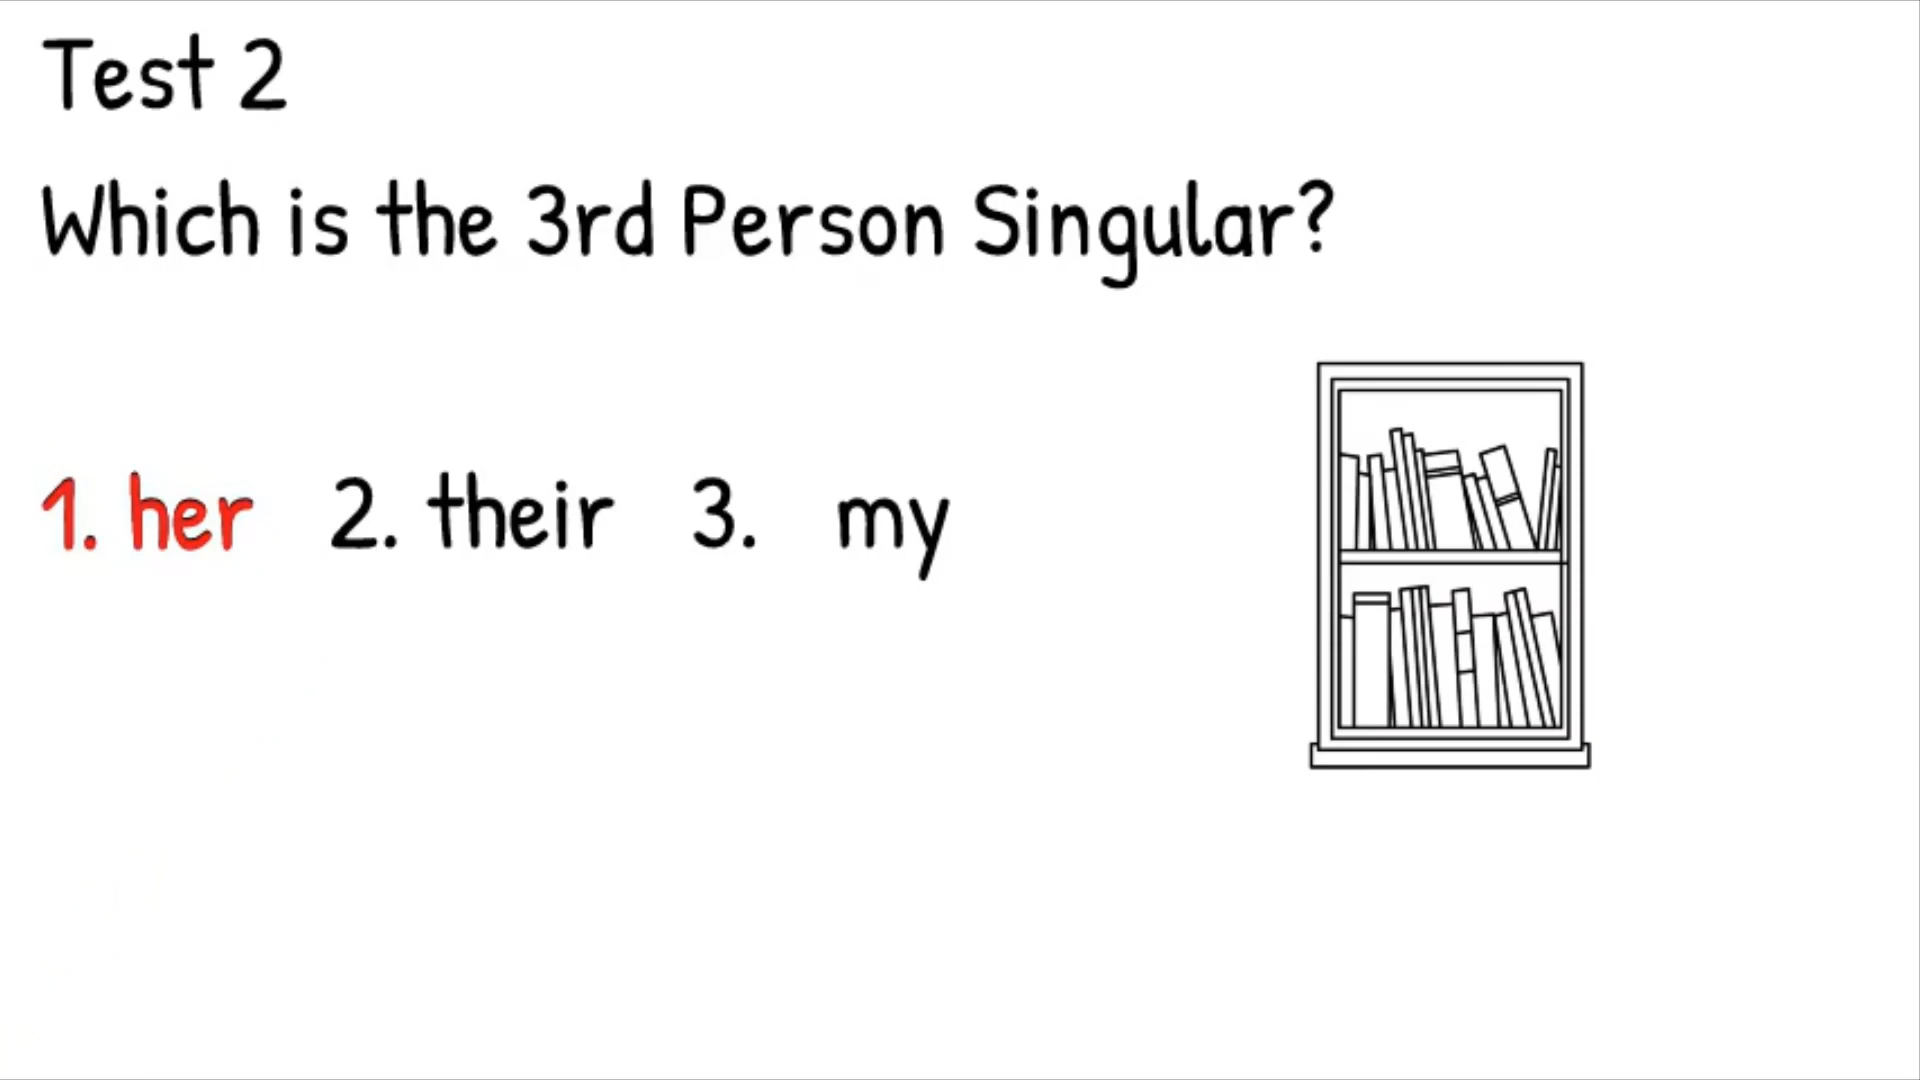 Test 2
Which is the 3rd Person Singular?
1. her 2. their 3. my